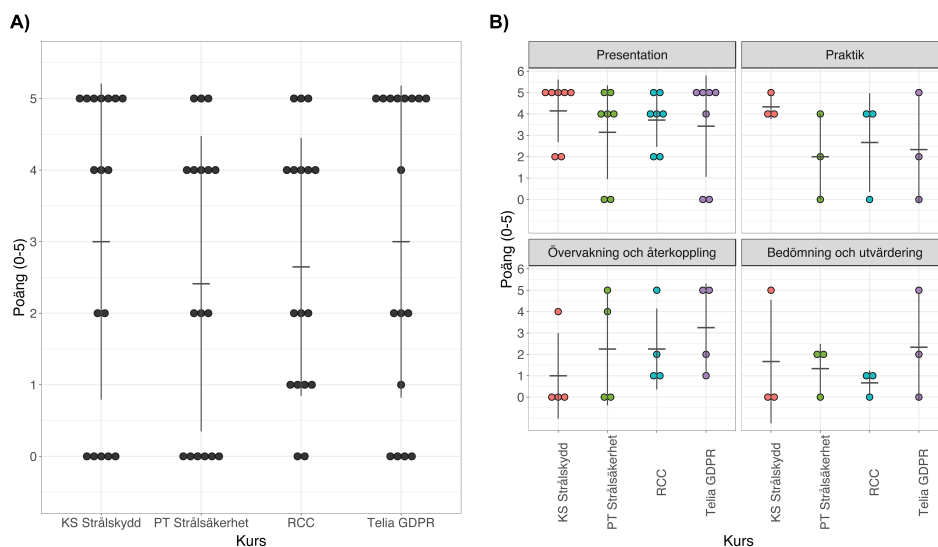 A)
Poäng (0-5)
5
4
3
2
1
0
KS Strålskydd PT Strålsäkerhet RCC Telia GDPR
Kurs
B)
Poäng (0-5)
Presentation Praktik
6
5
4
3
2
1
0
Övervakning och återkoppling Bedömning och utvärdering
6
5
4
3
2
1
0
KS Strålskydd
PT Strålsäkerhet
RCC
Telia GDPR
KS Strålskydd
PT Strålsäkerhet
RCC
Telia GDPR
Kurs